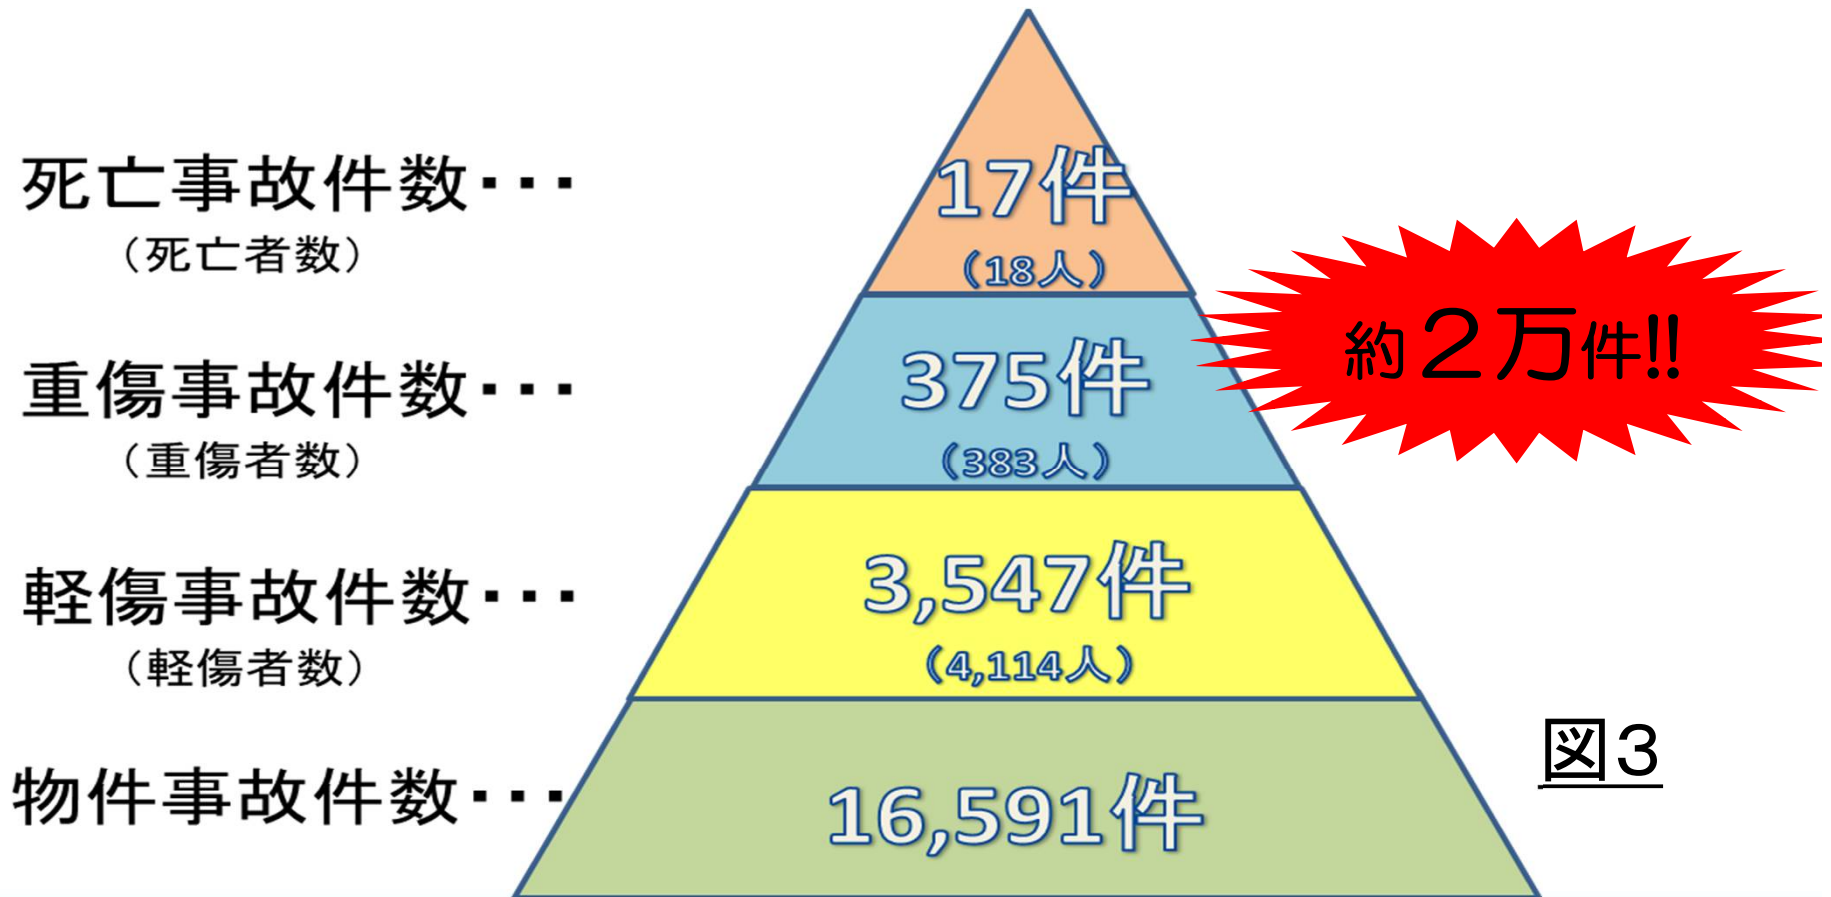 死亡事故件数･･･
（死亡者数）
17件
（18人）
重傷事故件数･･･
（重傷者数）
375件
（383人）
約２万件!!
軽傷事故件数･･･
（軽傷者数）
3,547件
（4,114人）
物件事故件数･･･
16,591件
図3